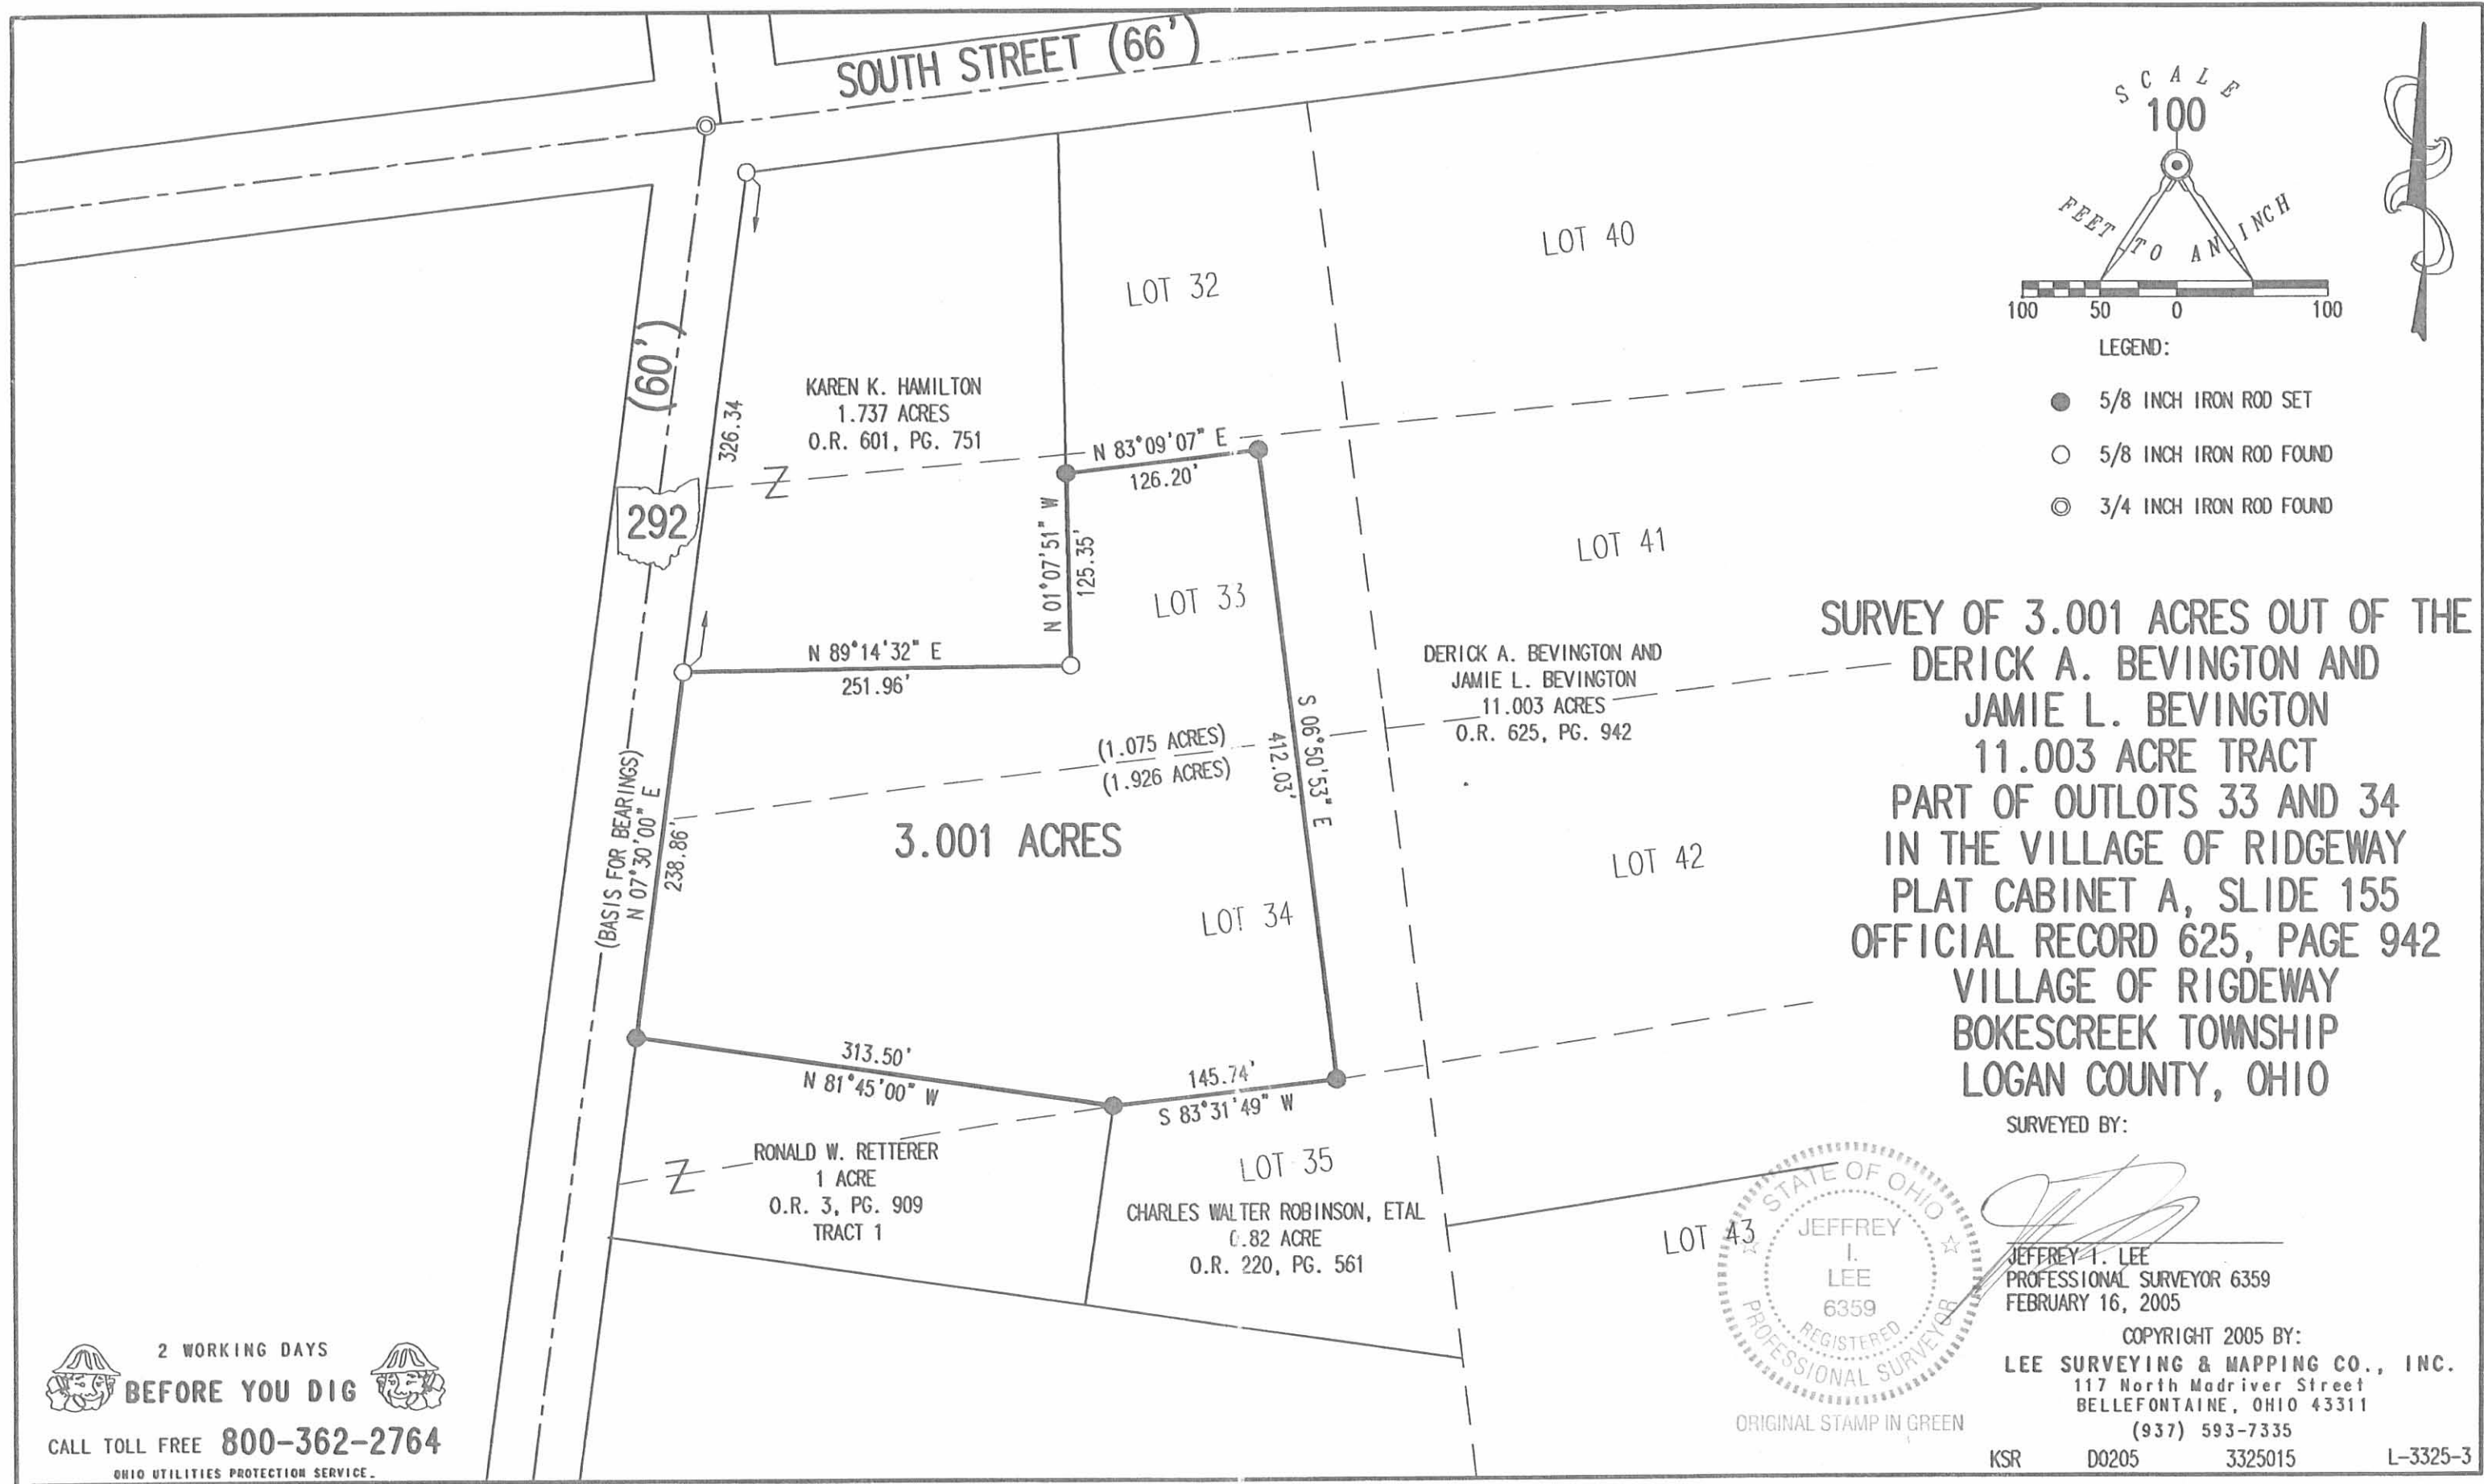 SOUTH STREET (66')
SCALE
100
FEET TO AN INCH
100 50 0 100
LEGEND:
5/8 INCH IRON ROD SET
5/8 INCH IRON ROD FOUND
3/4 INCH IRON ROD FOUND
(60')
326.34
292
KAREN K. HAMILTON
1.737 ACRES
O.R. 601, PG. 751
LOT 32
LOT 40
N 83°09'07" E
126.20'
N 01°07'51" W
125.35'
LOT 33
LOT 41
N 89°14'32" E
251.96'
DERICK A. BEVINGTON AND
JAMIE L. BEVINGTON
11.003 ACRES
O.R. 625, PG. 942
S 06°50'53" E
412.03'
(1.075 ACRES)
(1.926 ACRES)
(BASIS FOR BEARINGS)
N 07°30'00" E
238.86'
3.001 ACRES
LOT 34
LOT 42
313.50'
N 81°45'00" W
145.74'
S 83°31'49" W
RONALD W. RETTERER
1 ACRE
O.R. 3, PG. 909
TRACT 1
LOT 35
CHARLES WALTER ROBINSON, ETAL
0.82 ACRE
O.R. 220, PG. 561
LOT 43
SURVEY OF 3.001 ACRES OUT OF THE
DERICK A. BEVINGTON AND
JAMIE L. BEVINGTON
11.003 ACRE TRACT
PART OF OUTLOTS 33 AND 34
IN THE VILLAGE OF RIDGEWAY
PLAT CABINET A, SLIDE 155
OFFICIAL RECORD 625, PAGE 942
VILLAGE OF RIGDEWAY
BOKESCREEK TOWNSHIP
LOGAN COUNTY, OHIO
SURVEYED BY:
STATE OF OHIO
JEFFREY
I.
LEE
6359
REGISTERED
PROFESSIONAL SURVEYOR
ORIGINAL STAMP IN GREEN
JEFFREY I. LEE
PROFESSIONAL SURVEYOR 6359
FEBRUARY 16, 2005
COPYRIGHT 2005 BY:
LEE SURVEYING & MAPPING CO., INC.
117 North Madriver Street
BELLEFONTAINE, OHIO 43311
(937) 593-7335
KSR D0205 3325015 L-3325-3
2 WORKING DAYS
BEFORE YOU DIG
CALL TOLL FREE 800-362-2764
OHIO UTILITIES PROTECTION SERVICE.